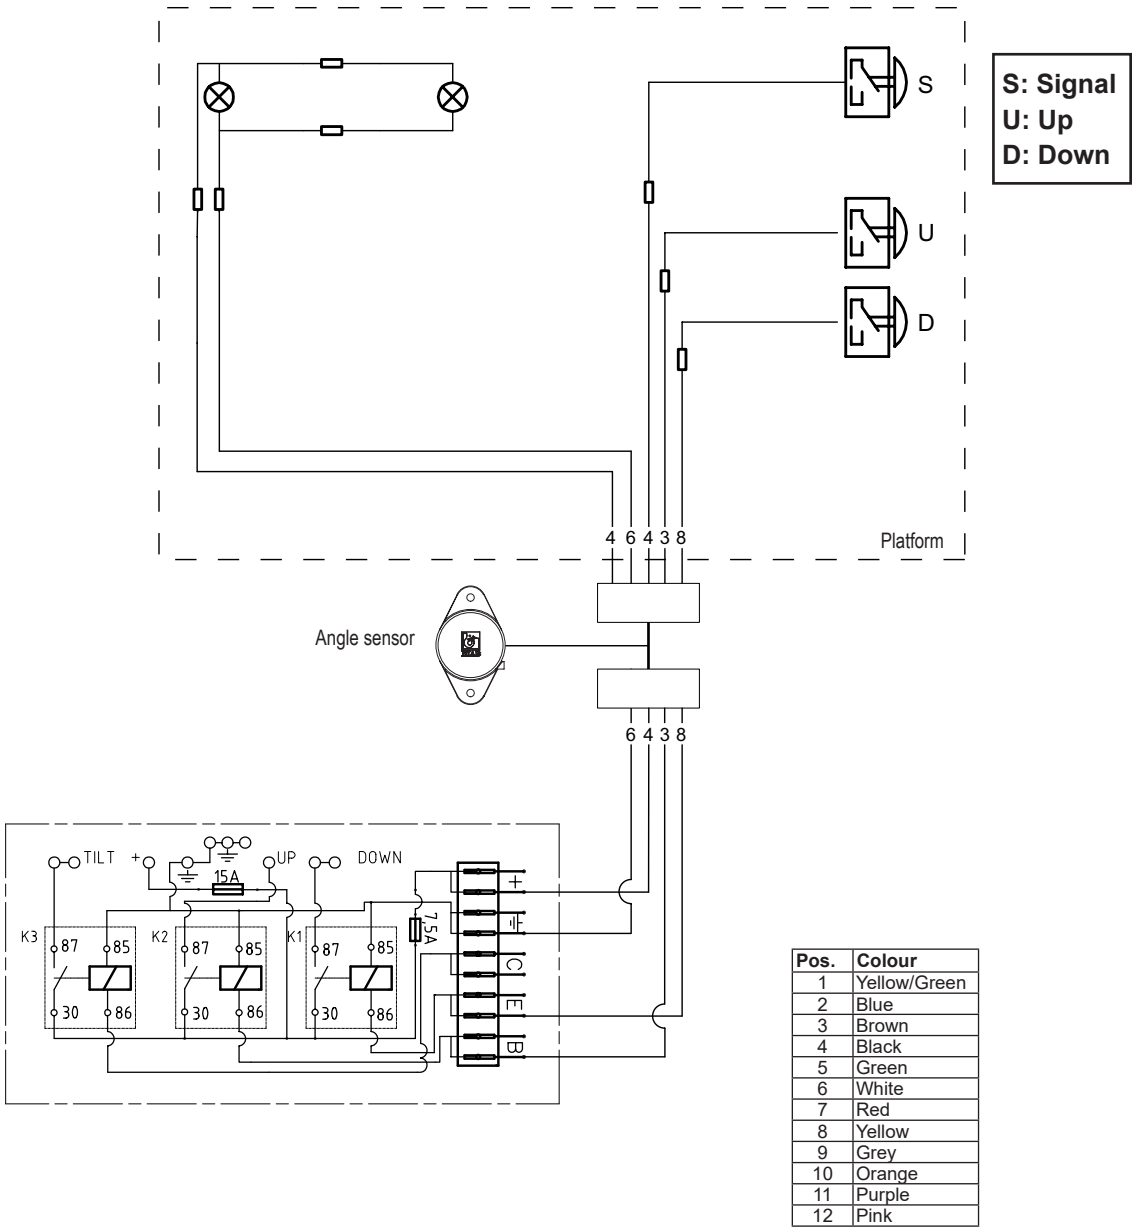 S
S: Signal
U: Up
D: Down
U
D
4 6 4 3 8
Platform
Angle sensor
6 4 3 8
TILT + UP DOWN
15A
+
7,5A
K3 87 85 K2 87 85 K1 87 85
C
E
30 86 30 86 30 86
B
Pos. Colour
1 Yellow/Green
2 Blue
3 Brown
4 Black
5 Green
6 White
7 Red
8 Yellow
9 Grey
10 Orange
11 Purple
12 Pink